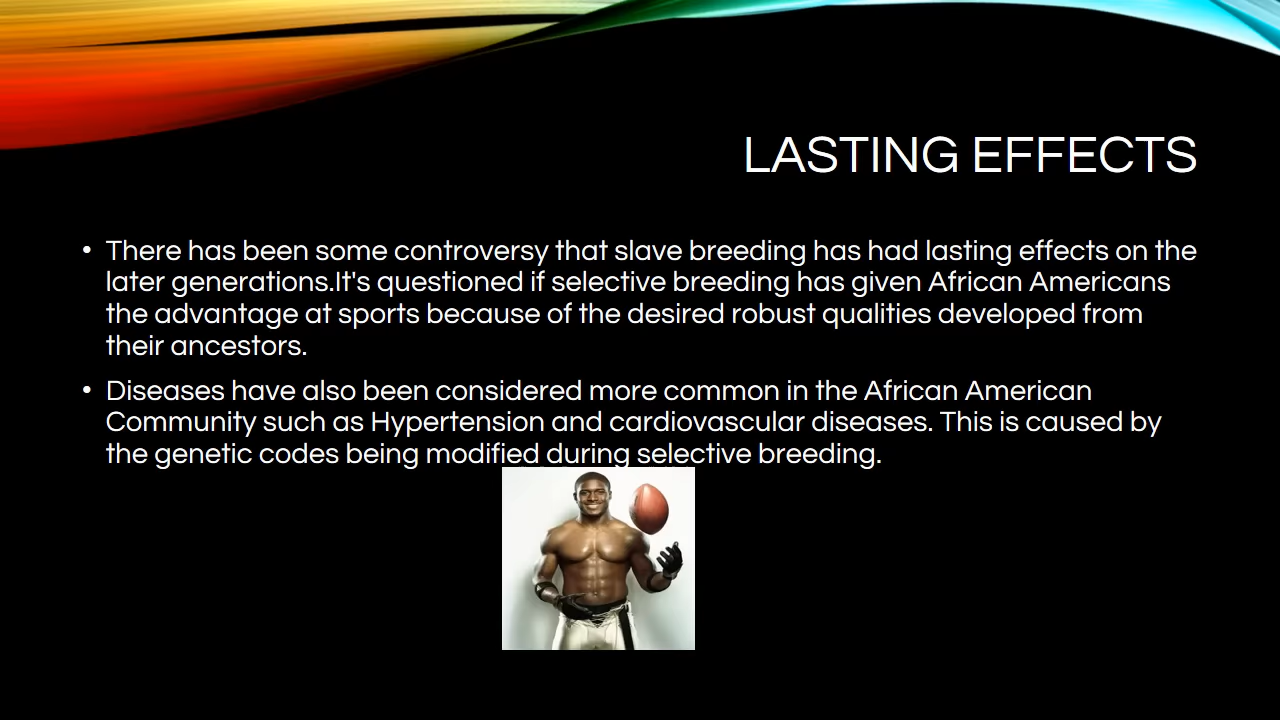 LASTING EFFECTS
• There has been some controversy that slave breeding has had lasting effects on the
later generations.It's questioned if selective breeding has given African Americans
the advantage at sports because of the desired robust qualities developed from
their ancestors.
• Diseases have also been considered more common in the African American
Community such as Hypertension and cardiovascular diseases. This is caused by
the genetic codes being modified during selective breeding.